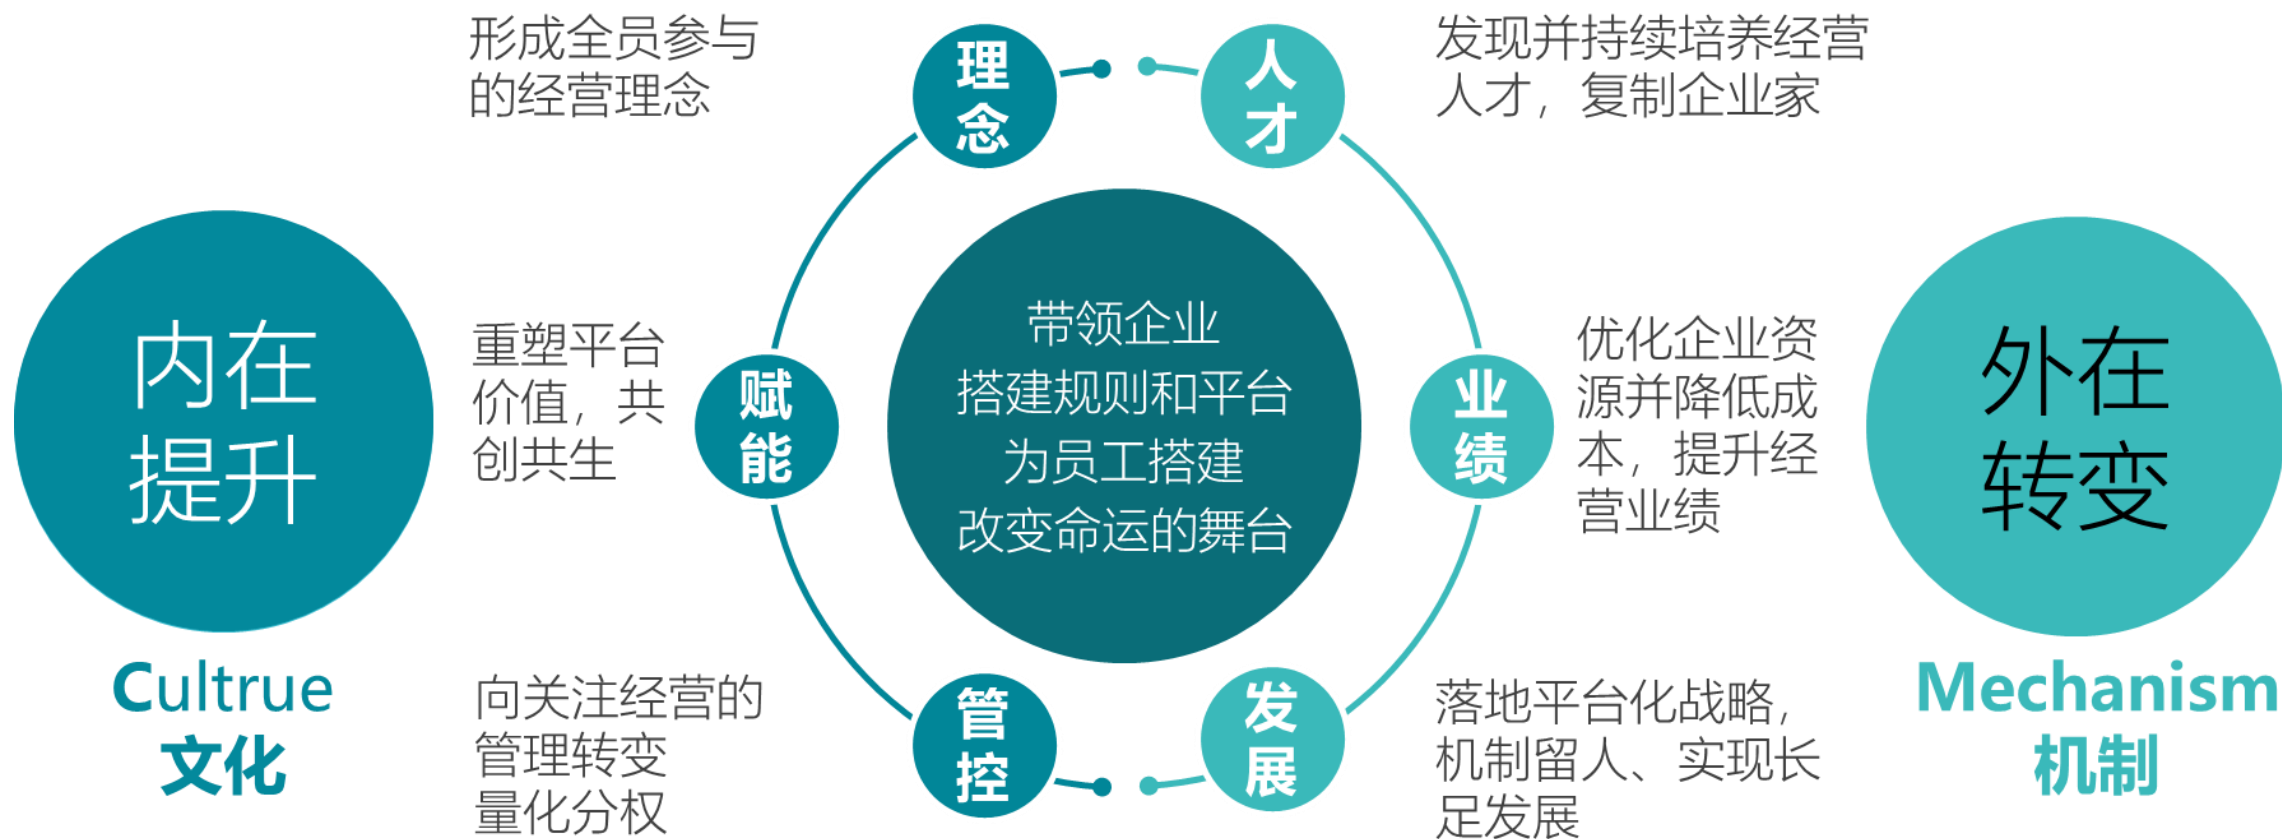 内在
提升
Cultrue
文化
形成全员参与
的经营理念
重塑平台
价值，共
创共生
向关注经营的
管理转变
量化分权
理
念
赋
能
管
控
带领企业
搭建规则和平台
为员工搭建
改变命运的舞台
人
才
业
绩
发
展
发现并持续培养经营
人才，复制企业家
优化企业资
源并降低成
本，提升经
营业绩
落地平台化战略，
机制留人、实现长
足发展
外在
转变
Mechanism
机制